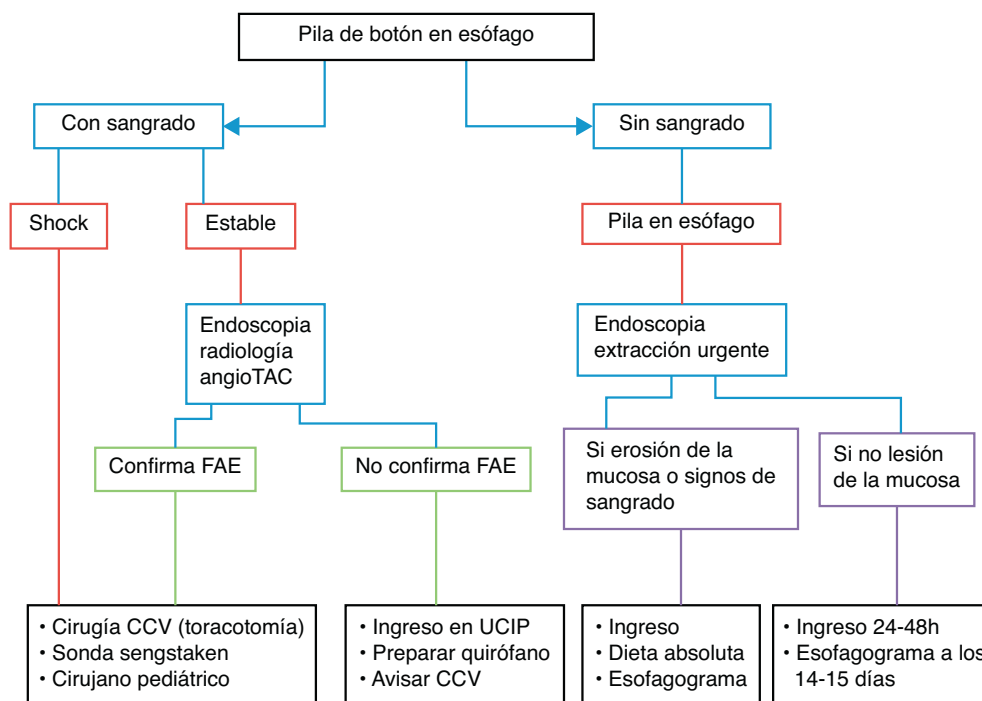 Pila de botón en esófago
Con sangrado
Sin sangrado
Shock
Estable
Pila en esófago
Endoscopia
radiología
angioTAC
Endoscopia
extracción urgente
Confirma FAE
No confirma FAE
Si erosión de la
mucosa o signos de
sangrado
Si no lesión
de la mucosa
• Cirugía CCV (toracotomía)
• Sonda sengstaken
• Cirujano pediátrico
• Ingreso en UCIP
• Preparar quirófano
• Avisar CCV
• Ingreso
• Dieta absoluta
• Esofagograma
• Ingreso 24-48h
• Esofagograma a los
14-15 días